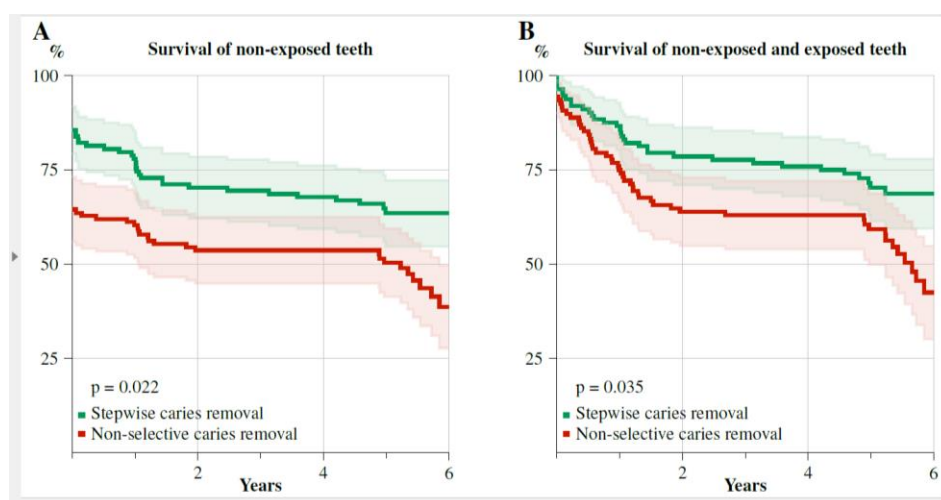 A
Survival of non-exposed teeth
%
100
75
50
25
p = 0.022
Stepwise caries removal
Non-selective caries removal
2
4
6
Years
B
Survival of non-exposed and exposed teeth
%
100
75
50
25
p = 0.035
Stepwise caries removal
Non-selective caries removal
2
4
6
Years